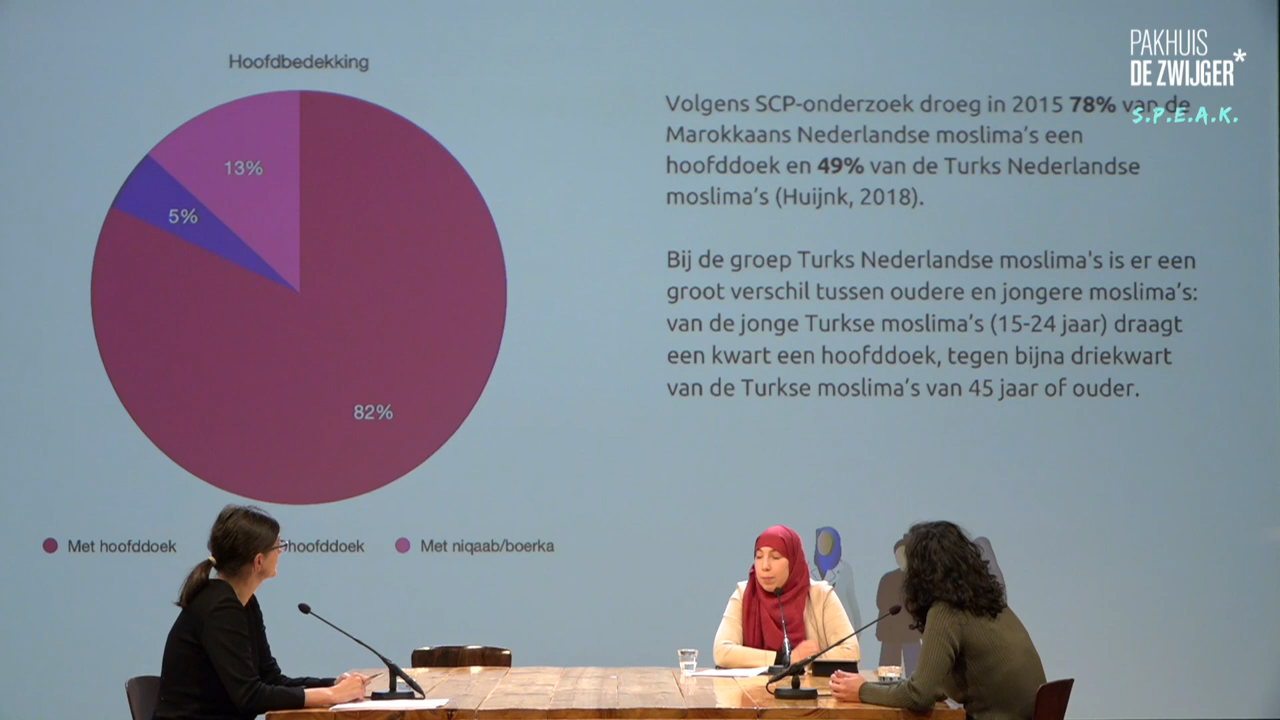 PAKHUIS
DE ZWIJGER*
S.P.E.A.K.
Hoofdbedekking
13%
5%
82%
Met hoofddoek
hoofddoek
Met niqaab/boerka
Volgens SCP-onderzoek droeg in 2015 78% van de
Marokkaans Nederlandse moslima’s een
hoofddoek en 49% van de Turks Nederlandse
moslima’s (Huijnk, 2018).
Bij de groep Turks Nederlandse moslima's is er een
groot verschil tussen oudere en jongere moslima’s:
van de jonge Turkse moslima’s (15-24 jaar) draagt
een kwart een hoofddoek, tegen bijna driekwart
van de Turkse moslima’s van 45 jaar of ouder.